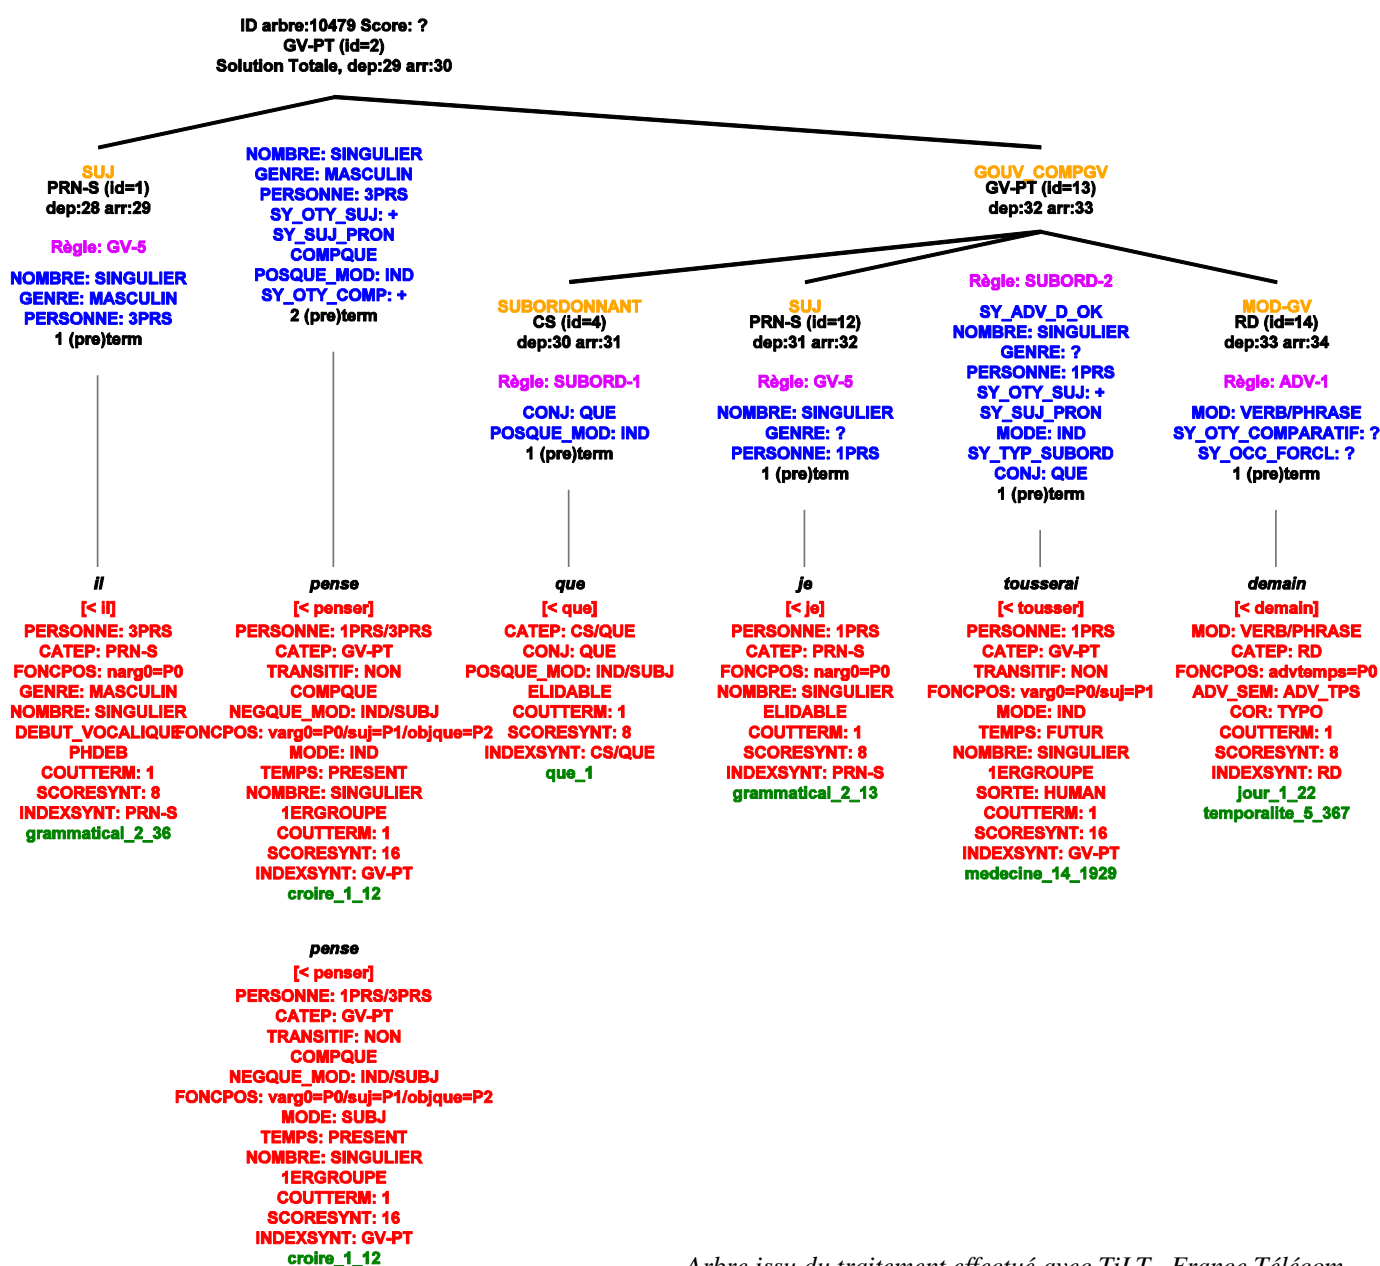 ID arbre:10479 Score: ?
GV-PT (id=2)
Solution Totale, dep:29 arr:30
SUJ
PRN-S (id=1)
dep:28 arr:29
Règle: GV-5
NOMBRE: SINGULIER
GENRE: MASCULIN
PERSONNE: 3PRS
1 (pre)term
NOMBRE: SINGULIER
GENRE: MASCULIN
PERSONNE: 3PRS
SY_OTY_SUJ: +
SY_SUJ_PRON
COMPQUE
POSQUE_MOD: IND
SY_OTY_COMP: +
2 (pre)term
GOUV_COMPGV
GV-PT (id=13)
dep:32 arr:33
SUBORDONNANT
CS (id=4)
dep:30 arr:31
Règle: SUBORD-1
CONJ: QUE
POSQUE_MOD: IND
1 (pre)term
SUJ
PRN-S (id=12)
dep:31 arr:32
Règle: GV-5
NOMBRE: SINGULIER
GENRE: ?
PERSONNE: 1PRS
1 (pre)term
Règle: SUBORD-2
SY_ADV_D_OK
NOMBRE: SINGULIER
GENRE: ?
PERSONNE: 1PRS
SY_OTY_SUJ: +
SY_SUJ_PRON
MODE: IND
SY_TYP_SUBORD
CONJ: QUE
1 (pre)term
MOD-GV
RD (id=14)
dep:33 arr:34
Règle: ADV-1
MOD: VERB/PHRASE
SY_OTY_COMPARATIF: ?
SY_OCC_FORCL: ?
1 (pre)term
il
[< il]
PERSONNE: 3PRS
CATEP: PRN-S
FONCPOS: narg0=P0
GENRE: MASCULIN
NOMBRE: SINGULIER
DEBUT_VOCALIQUE
PHDEB
COUTTERM: 1
SCORESYNT: 8
INDEXSYNT: PRN-S
grammatical_2_36
pense
[< penser]
PERSONNE: 1PRS/3PRS
CATEP: GV-PT
TRANSITIF: NON
COMPQUE
NEGQUE_MOD: IND/SUBJ
FONCPOS: varg0=P0/suj=P1/objque=P2
MODE: IND
TEMPS: PRESENT
NOMBRE: SINGULIER
1ERGROUPE
COUTTERM: 1
SCORESYNT: 16
INDEXSYNT: GV-PT
croire_1_12
que
[< que]
CATEP: CS/QUE
CONJ: QUE
POSQUE_MOD: IND/SUBJ
ELIDABLE
COUTTERM: 1
SCORESYNT: 8
INDEXSYNT: CS/QUE
que_1
je
[< je]
PERSONNE: 1PRS
CATEP: PRN-S
FONCPOS: narg0=P0
NOMBRE: SINGULIER
ELIDABLE
COUTTERM: 1
SCORESYNT: 8
INDEXSYNT: PRN-S
grammatical_2_13
tousserai
[< tousser]
PERSONNE: 1PRS
CATEP: GV-PT
TRANSITIF: NON
FONCPOS: varg0=P0/suj=P1
MODE: IND
TEMPS: FUTUR
NOMBRE: SINGULIER
1ERGROUPE
SORTE: HUMAN
COUTTERM: 1
SCORESYNT: 16
INDEXSYNT: GV-PT
medecine_14_1929
demain
[< demain]
MOD: VERB/PHRASE
CATEP: RD
FONCPOS: advtemps=P0
ADV_SEM: ADV_TPS
COR: TYPO
COUTTERM: 1
SCORESYNT: 8
INDEXSYNT: RD
jour_1_22
temporalite_5_367
pense
[< penser]
PERSONNE: 1PRS/3PRS
CATEP: GV-PT
TRANSITIF: NON
COMPQUE
NEGQUE_MOD: IND/SUBJ
FONCPOS: varg0=P0/suj=P1/objque=P2
MODE: SUBJ
TEMPS: PRESENT
NOMBRE: SINGULIER
1ERGROUPE
COUTTERM: 1
SCORESYNT: 16
INDEXSYNT: GV-PT
croire_1_12
Arbre issu du traitement effectué avec TiLT - France Télécom